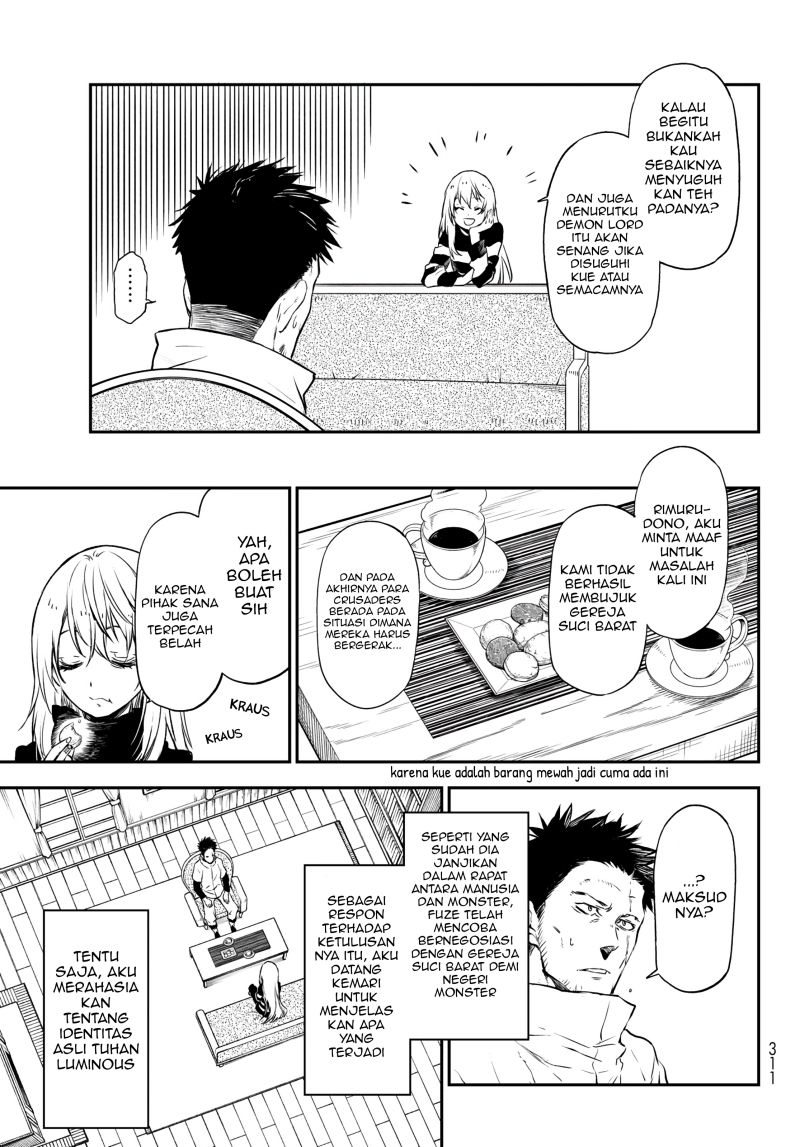 KALAU
BEGITU
BUKANKAH
KAU
SEBAIKNYA
MENYUGUH
KAN TEH
PADANYA?
DAN JUGA
MENURUTKU
DEMON LORD
ITU AKAN
SENANG JIKA
DISUGUHI
KUE ATAU
SEMACAMNYA
......
RIMURU-
DONO, AKU
MINTA MAAF
UNTUK
MASALAH
KALI INI
KAMI TIDAK
BERHASIL
MEMBUJUK
GEREJA
SUCI BARAT
DAN PADA
AKHIRNYA PARA
CRUSADERS
BERADA PADA
SITUASI DIMANA
MEREKA HARUS
BERGERAK...
karena kue adalah barang mewah jadi cuma ada ini
YAH,
APA
BOLEH
BUAT
SIH
KARENA
PIHAK SANA
JUGA
TERPECAH
BELAH
KRAUS
KRAUS
...?
MAKSUD
NYA?
SEPERTI YANG
SUDAH DIA
JANJIKAN
DALAM RAPAT
ANTARA MANUSIA
DAN MONSTER,
FUZE TELAH
MENCOBA
BERNEGOSIASI
DENGAN GEREJA
SUCI BARAT DEMI
NEGERI
MONSTER
SEBAGAI
RESPON
TERHADAP
KETULUSAN
NYA ITU, AKU
DATANG
KEMARI
UNTUK
MENJELAS
KAN APA
YANG
TERJADI
TENTU
SAJA, AKU
MERAHASIA
KAN
TENTANG
IDENTITAS
ASLI TUHAN
LUMINOUS
311